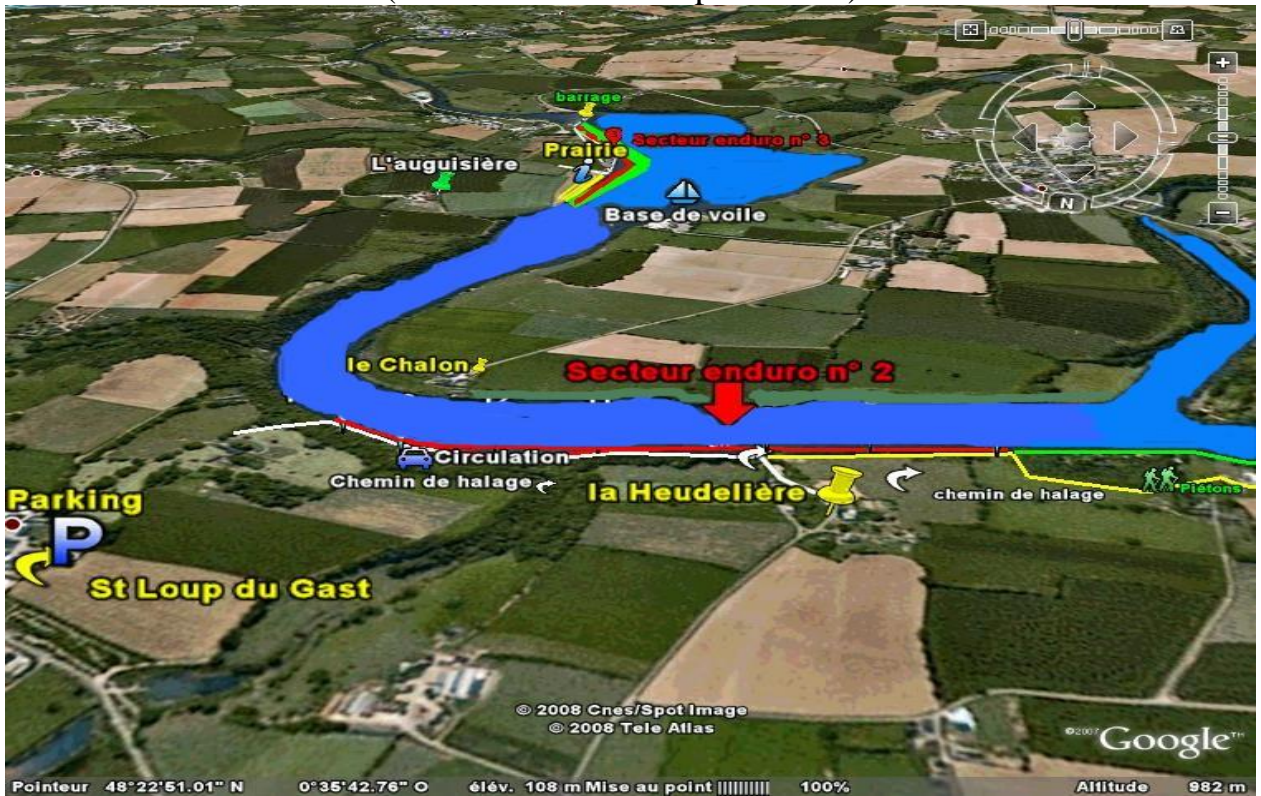 barrage
Secteur enduro n° 3
Prairie
L'auguisière
Base de voile
N
le Chalon
Secteur enduro n° 2
Circulation
Chemin de halage
la Heudelière
chemin de halage
Piétons
Parking
P
St Loup du Gast
© 2008 Cnes/Spot Image
© 2008 Tele Atlas
©2007 Google™
Pointeur 48°22'51.01" N 0°35'42.76" O élév. 108 m Mise au point |||||||||| 100% Altitude 982 m